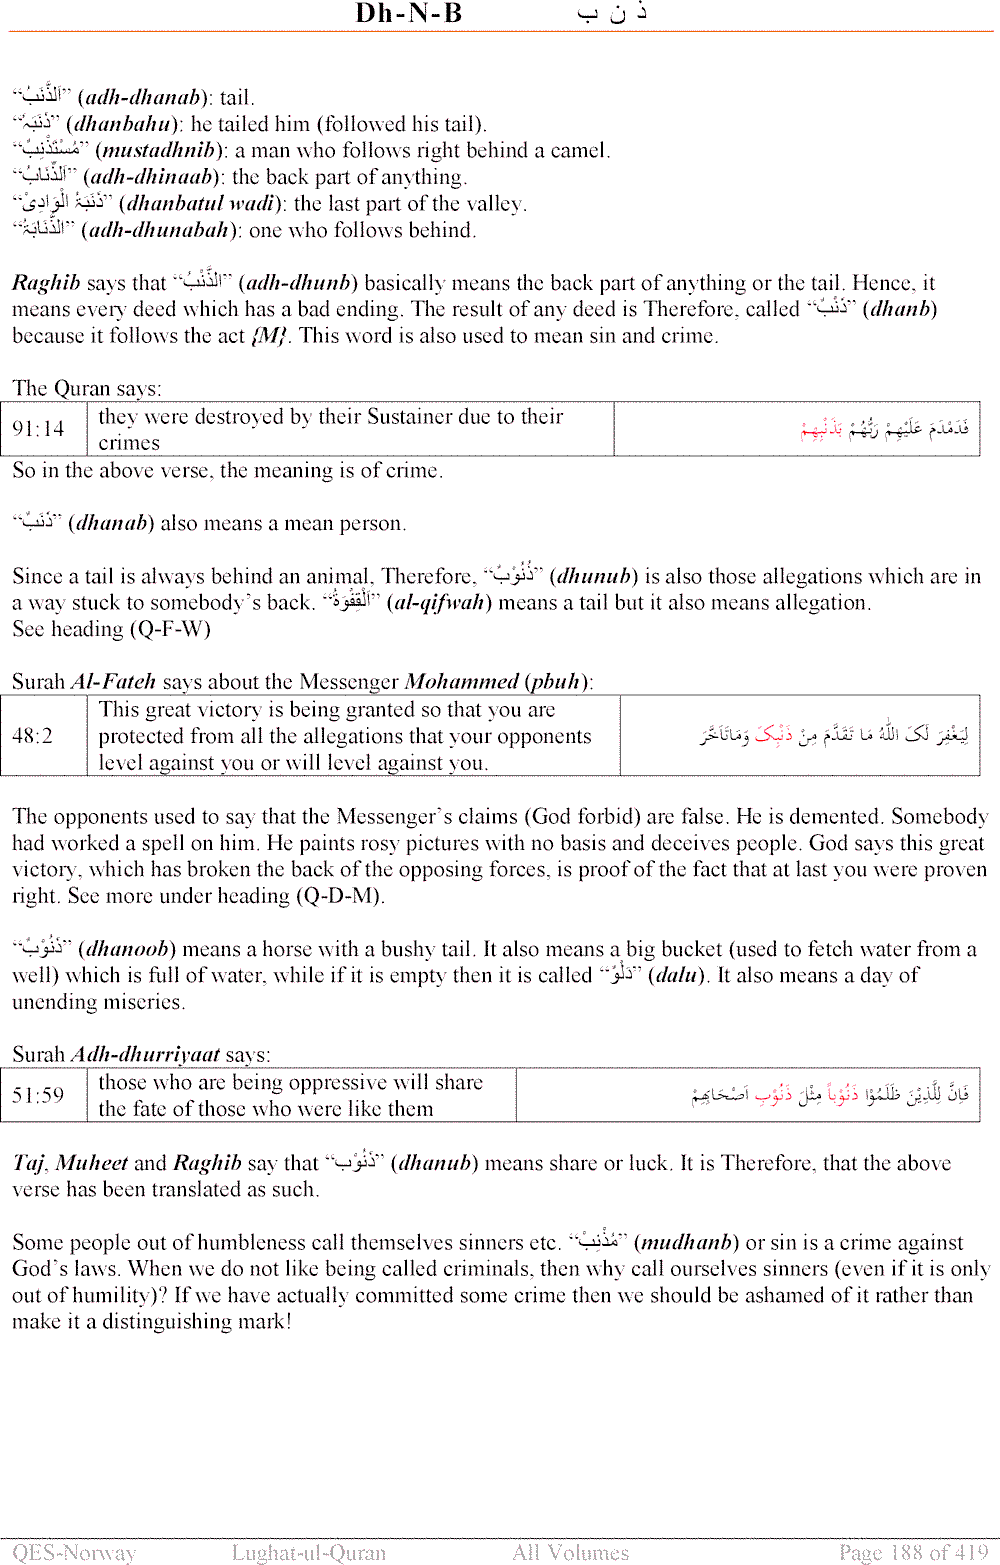 Dh-N-B ذ ن ب
“اَلذَّنَبُ” (adh-dhanab): tail.
“ذَنَبَہٗ” (dhanbahu): he tailed him (followed his tail).
“مُسْتَذْنِبٌ” (mustadhnib): a man who follows right behind a camel.
“اَلذِّنَابُ” (adh-dhinaab): the back part of anything.
“ذَنَبَۃُ الْوَادِیْ” (dhanbatul wadi): the last part of the valley.
“الذُّنَابَۃُ” (adh-dhunabah): one who follows behind.
Raghib says that “الذَّنْبُ” (adh-dhunb) basically means the back part of anything or the tail. Hence, it
means every deed which has a bad ending. The result of any deed is Therefore, called “ذَنْبٌ” (dhanb)
because it follows the act {M}. This word is also used to mean sin and crime.
The Quran says:
91:14 they were destroyed by their Sustainer due to their
crimes
فَدَمْدَمَ عَلَيْهِمْ رَبُّهُمْ بِذَنْبِهِمْ
So in the above verse, the meaning is of crime.
“ذَنَبٌ” (dhanab) also means a mean person.
Since a tail is always behind an animal, Therefore, “ذُنُوْبٌ” (dhunub) is also those allegations which are in
a way stuck to somebody’s back. “اَلْقِفْوَۃُ” (al-qifwah) means a tail but it also means allegation.
See heading (Q-F-W)
Surah Al-Fateh says about the Messenger Mohammed (pbuh):
48:2 This great victory is being granted so that you are
protected from all the allegations that your opponents
level against you or will level against you.
لِيَغْفِرَ لَکَ اللّٰہُ مَا تَقَدَّمَ مِنْ ذَنْبِکَ وَمَاتَاَخَّرَ
The opponents used to say that the Messenger’s claims (God forbid) are false. He is demented. Somebody
had worked a spell on him. He paints rosy pictures with no basis and deceives people. God says this great
victory, which has broken the back of the opposing forces, is proof of the fact that at last you were proven
right. See more under heading (Q-D-M).
“ذَنُوْبٌ” (dhanoob) means a horse with a bushy tail. It also means a big bucket (used to fetch water from a
well) which is full of water, while if it is empty then it is called “دَلْوٌ” (dalu). It also means a day of
unending miseries.
Surah Adh-dhurriyaat says:
51:59 those who are being oppressive will share
the fate of those who were like them
فَاِنَّ لِلَّذِيْنَ ظَلَمُوْا ذَنُوْباً مِثْلَ ذَنُوْبِ اَصْحَابِهِمْ
Taj, Muheet and Raghib say that “ذَنُوْب” (dhanub) means share or luck. It is Therefore, that the above
verse has been translated as such.
Some people out of humbleness call themselves sinners etc. “مُذْنِبٌ” (mudhanb) or sin is a crime against
God’s laws. When we do not like being called criminals, then why call ourselves sinners (even if it is only
out of humility)? If we have actually committed some crime then we should be ashamed of it rather than
make it a distinguishing mark!
QES-Norway Lughat-ul-Quran All Volumes Page 188 of 419